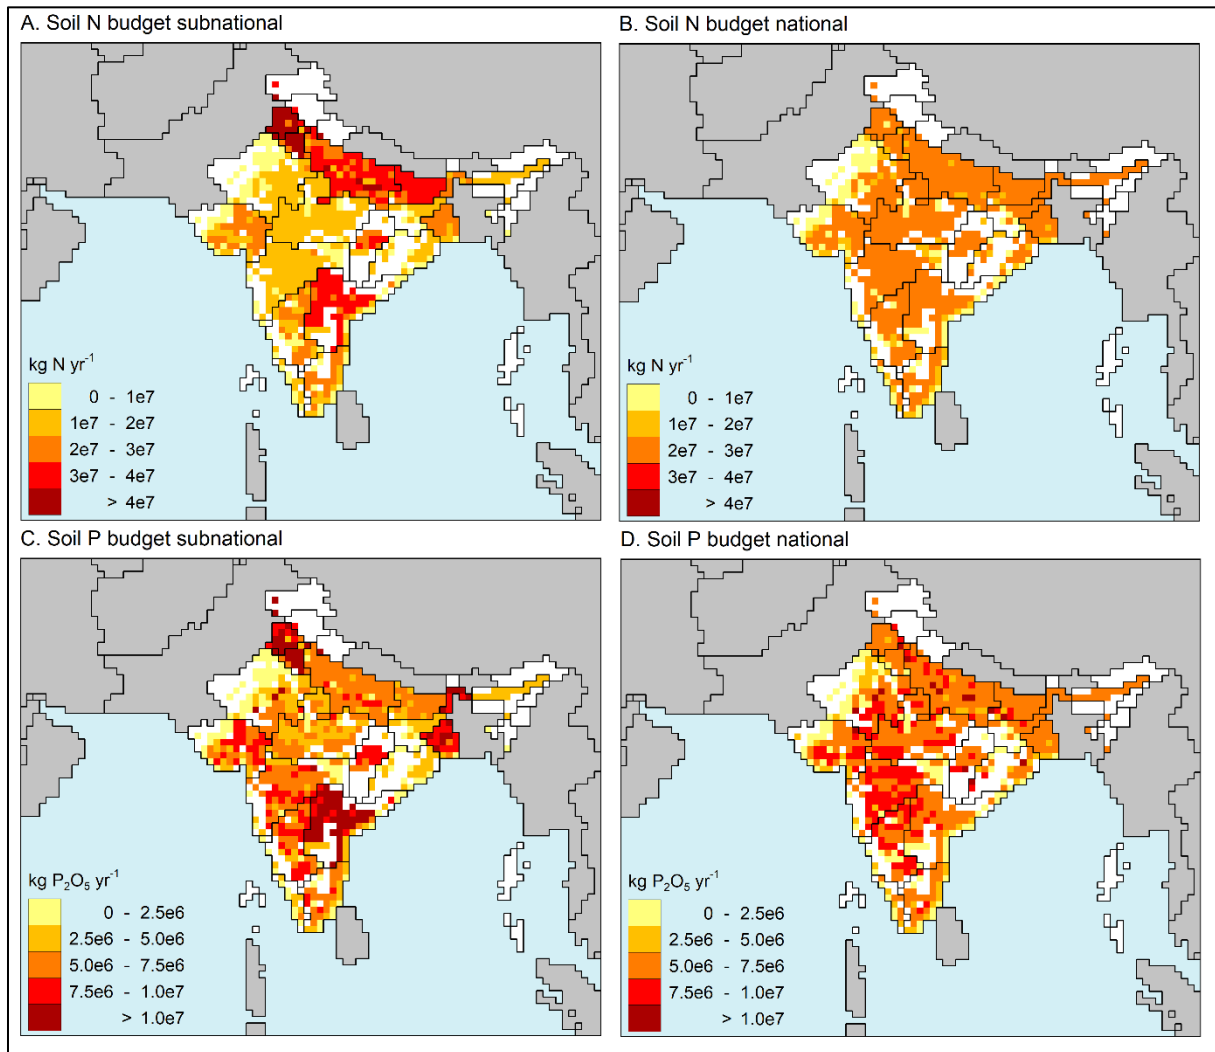 A. Soil N budget subnational
kg N yr⁻¹
0 - 1e7
1e7 - 2e7
2e7 - 3e7
3e7 - 4e7
> 4e7
B. Soil N budget national
kg N yr⁻¹
0 - 1e7
1e7 - 2e7
2e7 - 3e7
3e7 - 4e7
> 4e7
C. Soil P budget subnational
kg P₂O₅ yr⁻¹
0 - 2.5e6
2.5e6 - 5.0e6
5.0e6 - 7.5e6
7.5e6 - 1.0e7
> 1.0e7
D. Soil P budget national
kg P₂O₅ yr⁻¹
0 - 2.5e6
2.5e6 - 5.0e6
5.0e6 - 7.5e6
7.5e6 - 1.0e7
> 1.0e7